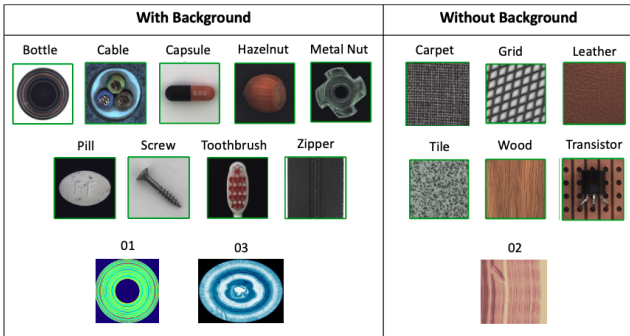 With Background
Without Background
Bottle
Cable
Capsule
Hazelnut
Metal Nut
Carpet
Grid
Leather
Pill
Screw
Toothbrush
Zipper
Tile
Wood
Transistor
01
03
02